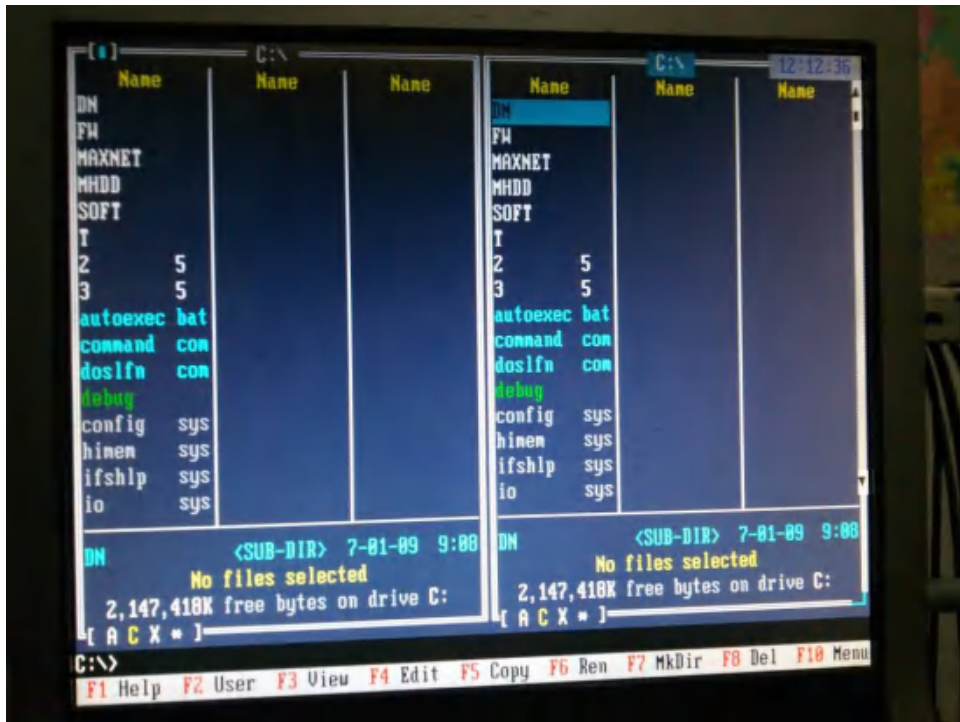 [■] C:\
Name Name Name
DN
FW
MAXNET
MHDD
SOFT
T
2 5
3 5
autoexec bat
command com
doslfn com
debug
config sys
himem sys
ifshlp sys
io sys
DN <SUB-DIR> 7-01-09 9:08
No files selected
2,147,418K free bytes on drive C:
[ A C X * ]
C:\ 12:12:36
Name Name Name
DN
FW
MAXNET
MHDD
SOFT
T
2 5
3 5
autoexec bat
command com
doslfn com
debug
config sys
himem sys
ifshlp sys
io sys
DN <SUB-DIR> 7-01-09 9:08
No files selected
2,147,418K free bytes on drive C:
[ A C X * ]
C:\>
F1 Help F2 User F3 View F4 Edit F5 Copy F6 Ren F7 MkDir F8 Del F10 Menu